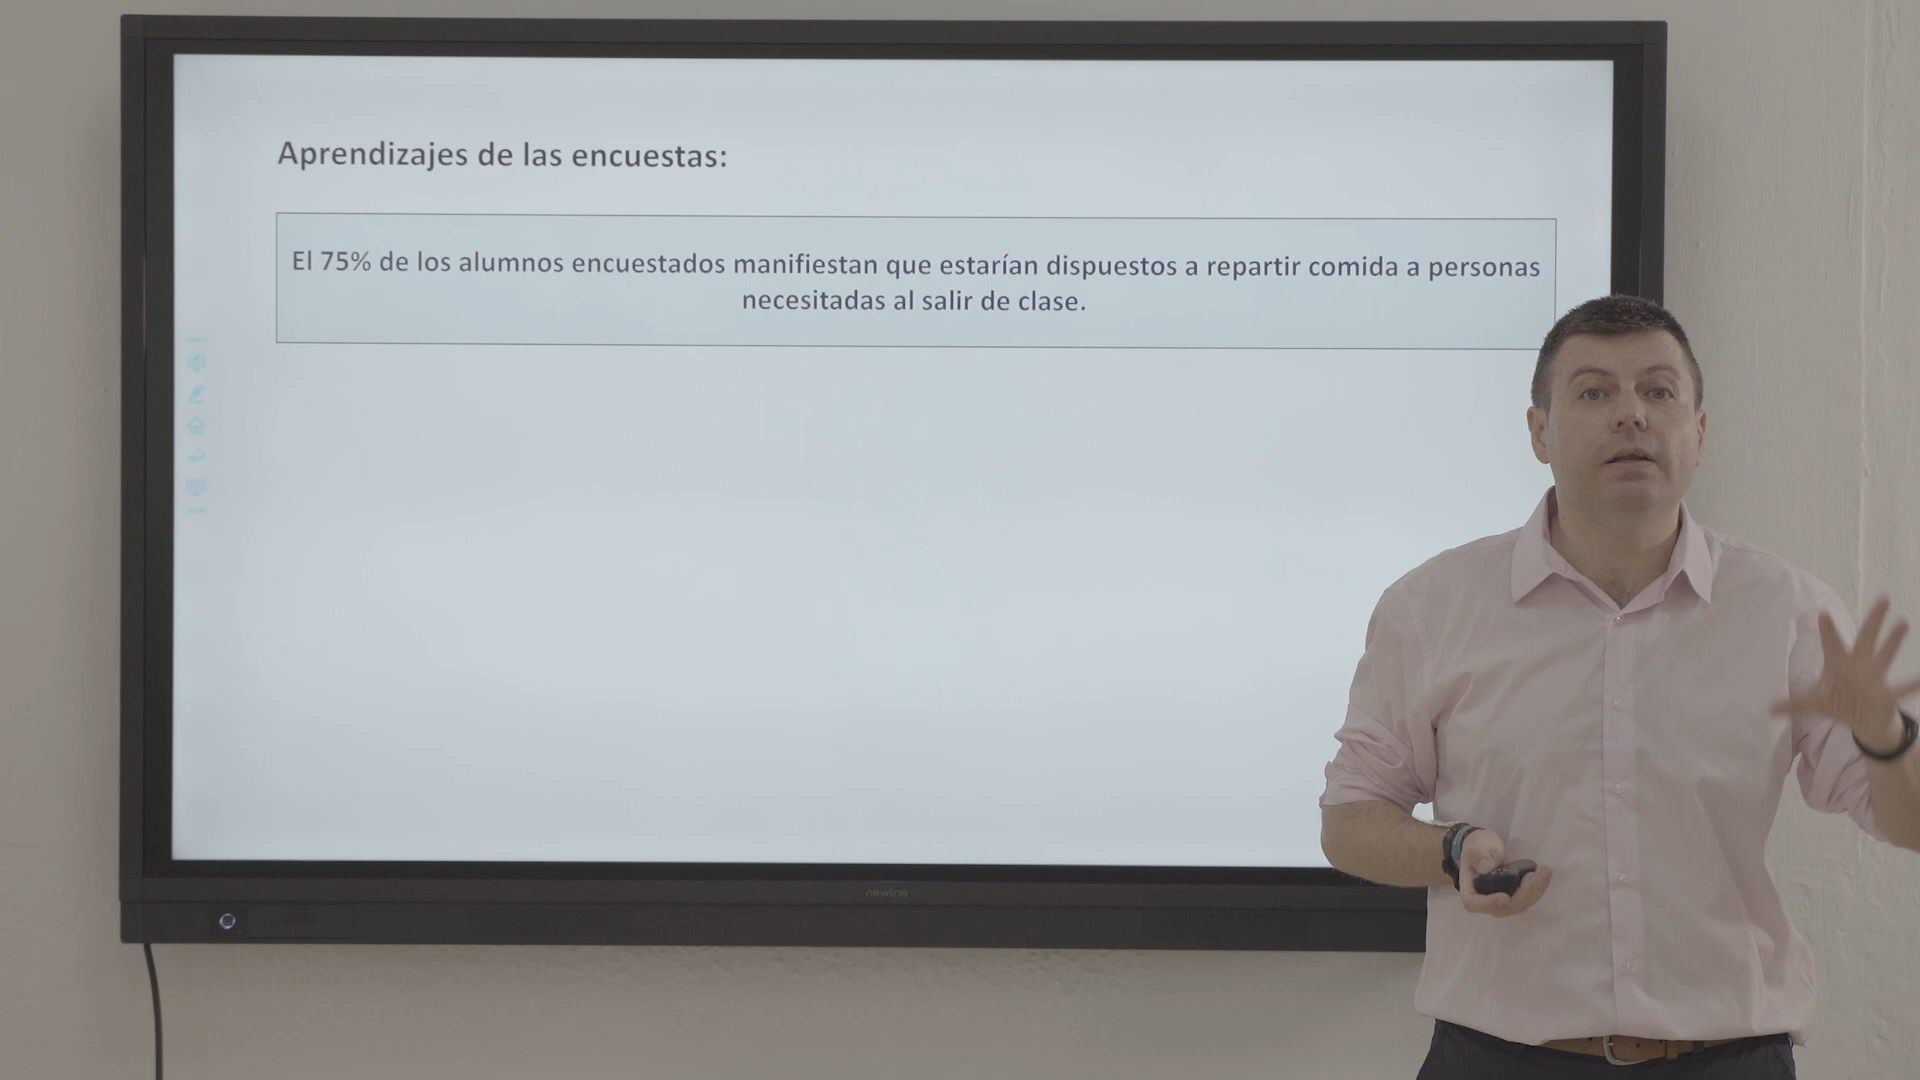 Aprendizajes de las encuestas:
El 75% de los alumnos encuestados manifiestan que estarían dispuestos a repartir comida a personas
necesitadas al salir de clase.
newline